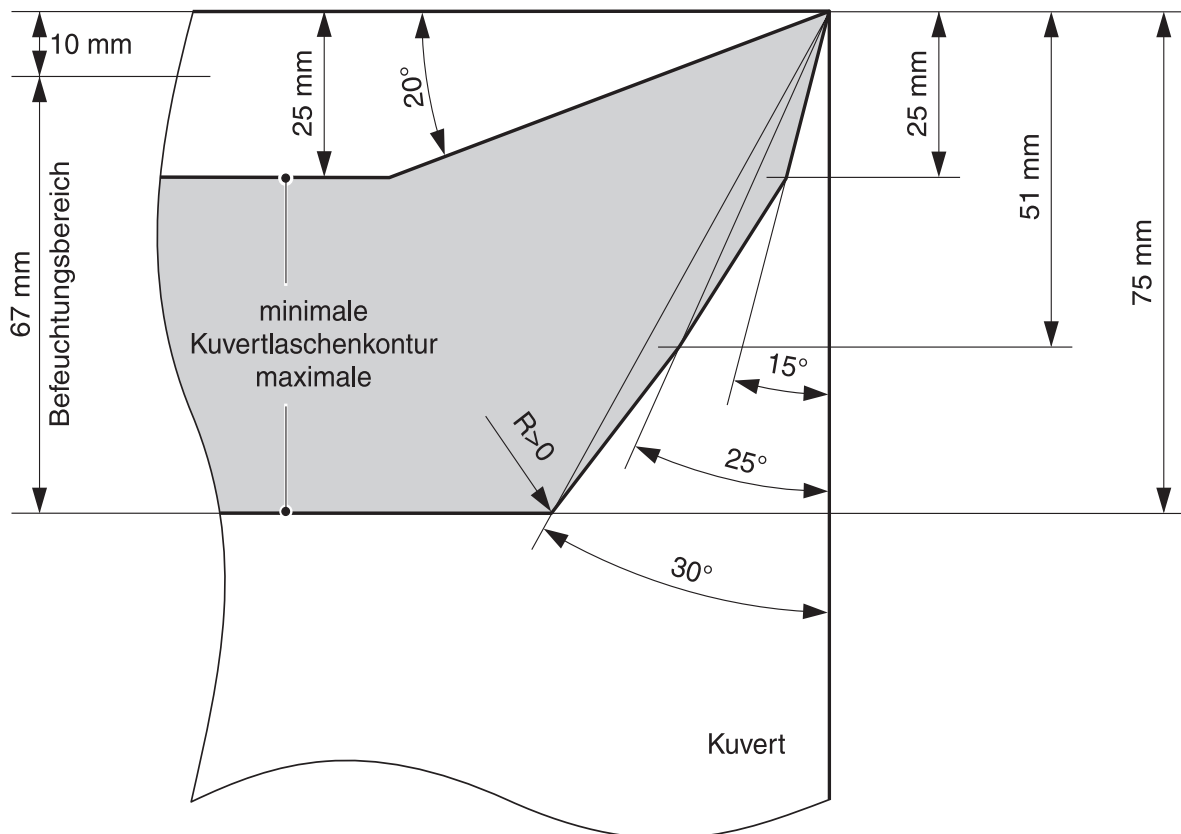 10 mm
25 mm
20°
25 mm
51 mm
75 mm
67 mm
Befeuchtungsbereich
minimale
Kuvertlaschenkontur
maximale
15°
R>0
25°
30°
Kuvert